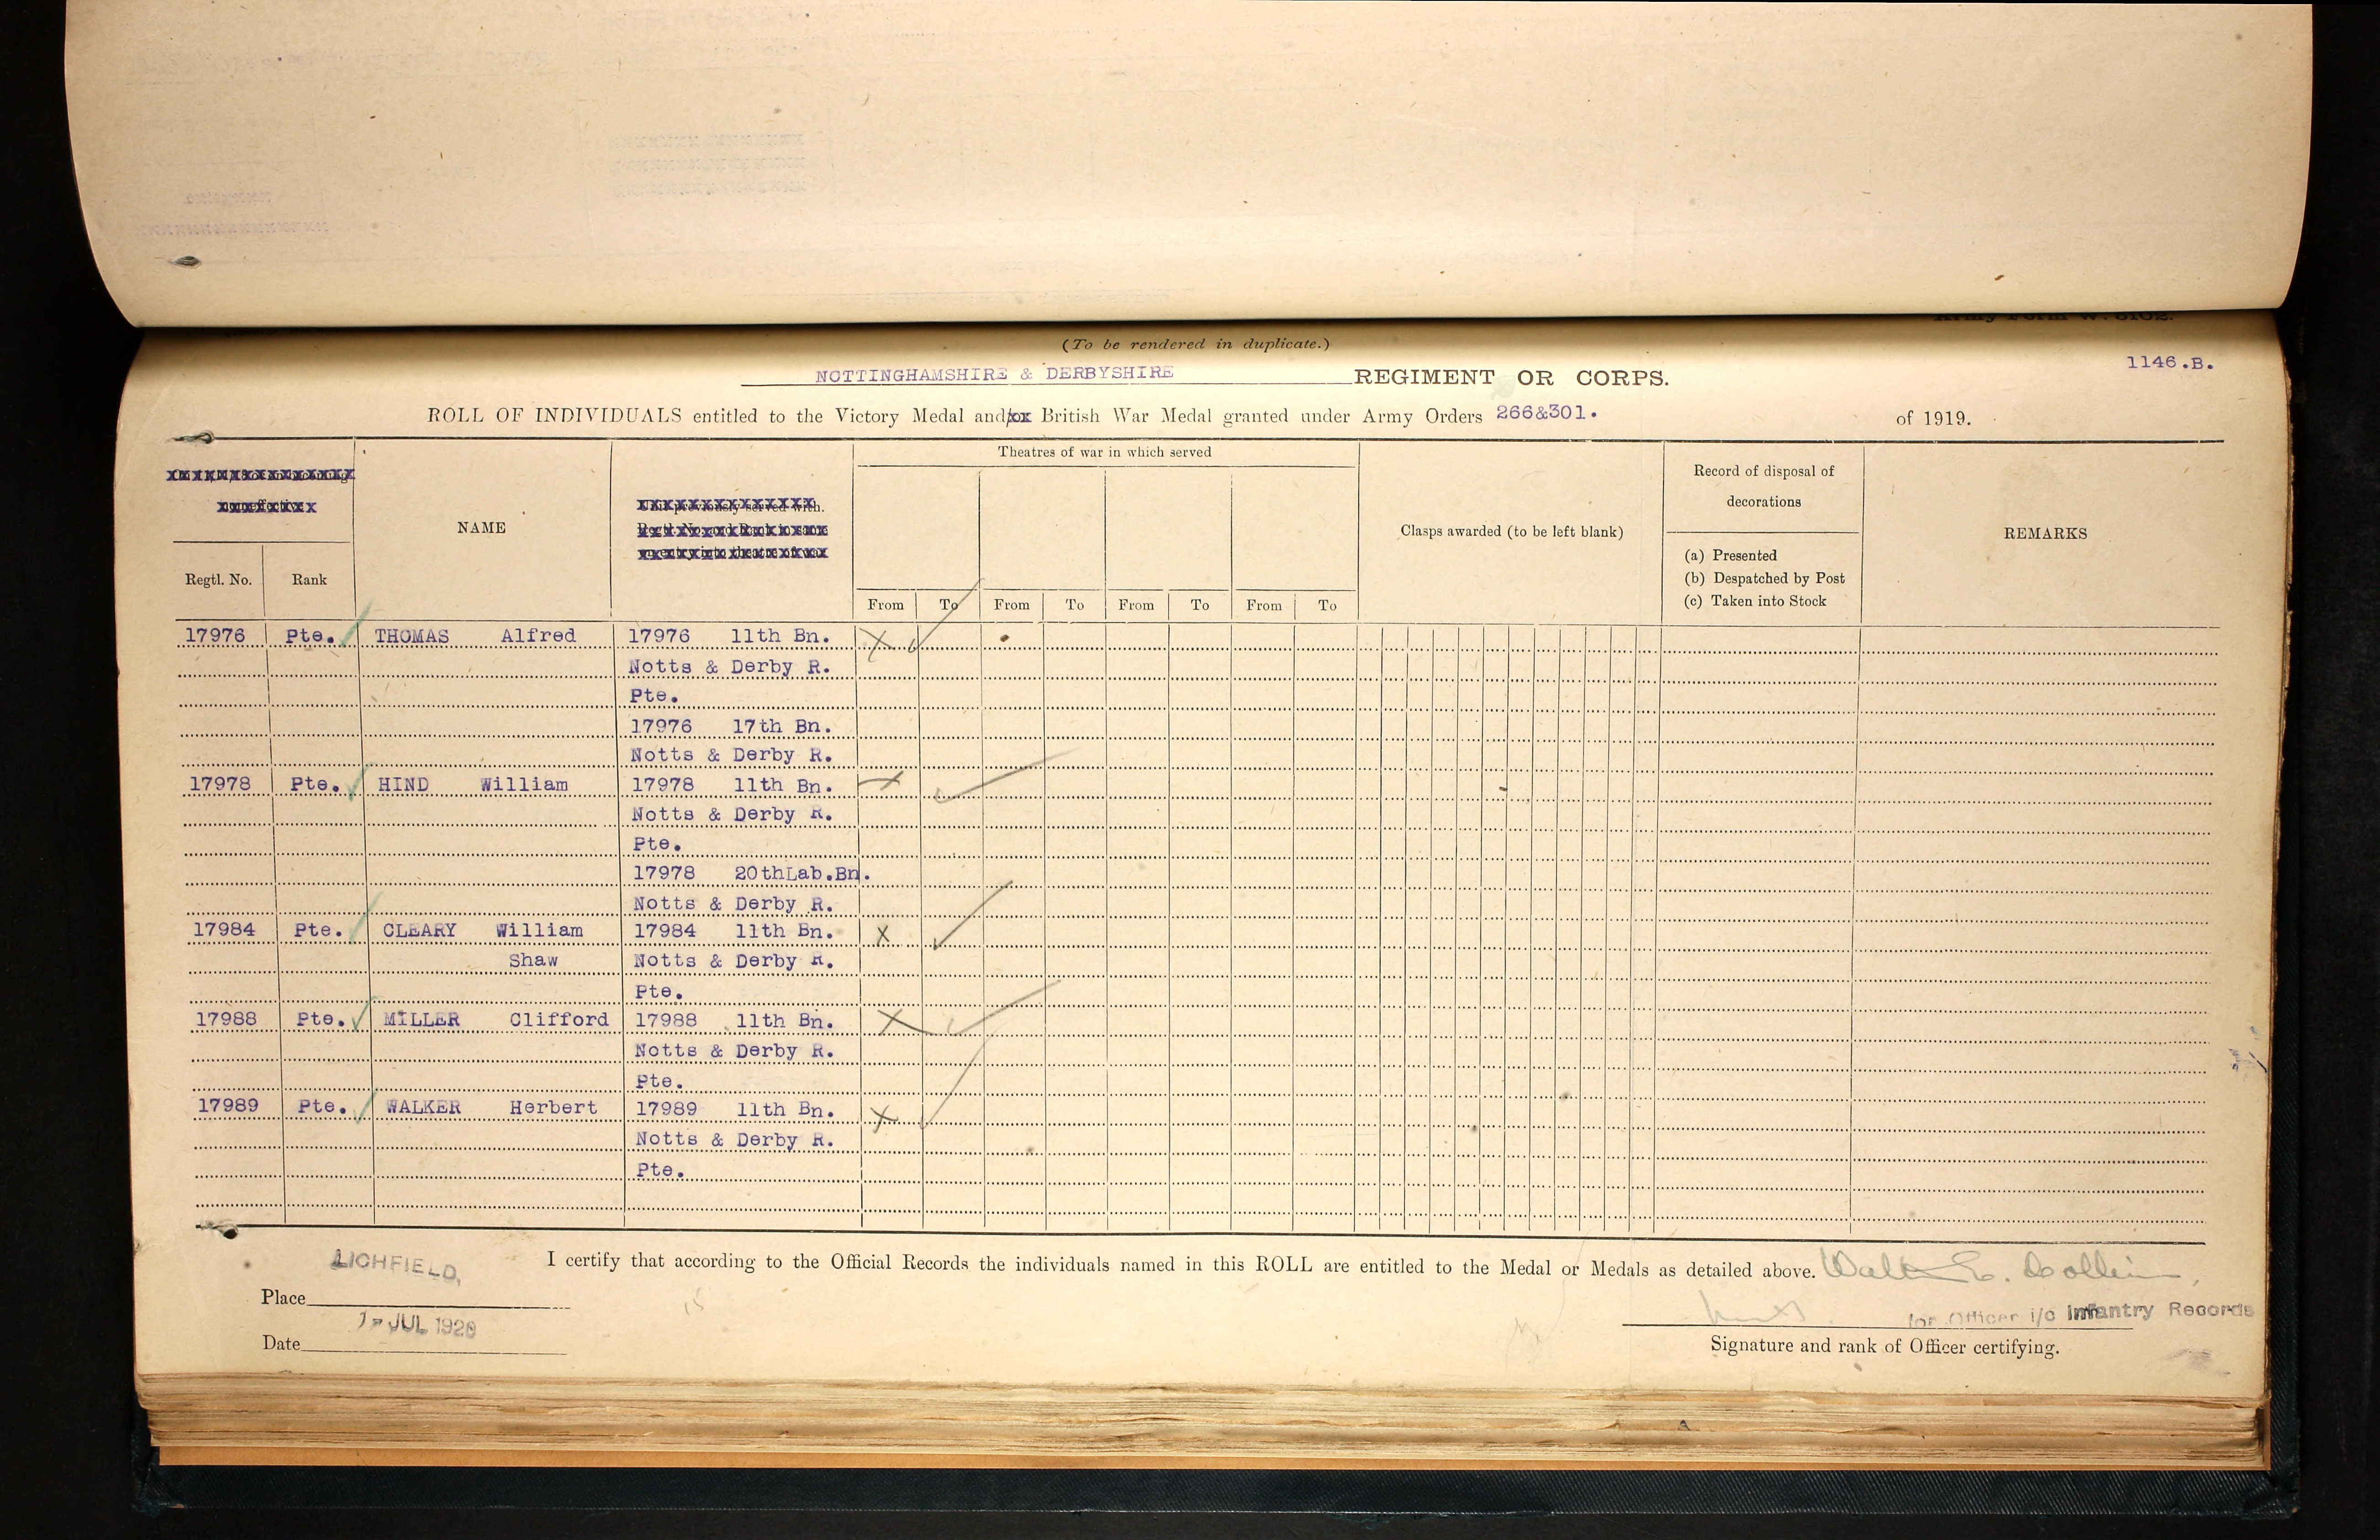 (To be rendered in duplicate.)
1146.B.
NOTTINGHAMSHIRE & DERBYSHIRE REGIMENT OR CORPS.
ROLL OF INDIVIDUALS entitled to the Victory Medal and/or British War Medal granted under Army Orders 266&301. of 1919.
Theatres of war in which served
Record of disposal of
decorations
NAME
Clasps awarded (to be left blank)
REMARKS
(a) Presented
(b) Despatched by Post
(c) Taken into Stock
Regtl. No. Rank
From To From To From To From To
17976 Pte. THOMAS Alfred 17976 11th Bn.
Notts & Derby R.
Pte.
17976 17th Bn.
Notts & Derby R.
17978 Pte. HIND William 17978 11th Bn.
Notts & Derby R.
Pte.
17978 20thLab.Bn.
Notts & Derby R.
17984 Pte. CLEARY William 17984 11th Bn.
Shaw Notts & Derby R.
Pte.
17988 Pte. MILLER Clifford 17988 11th Bn.
Notts & Derby R.
Pte.
17989 Pte. WALKER Herbert 17989 11th Bn.
Notts & Derby R.
Pte.
I certify that according to the Official Records the individuals named in this ROLL are entitled to the Medal or Medals as detailed above.
Place LICHFIELD,
for Officer i/c Infantry Records
Date JUL 1920
Signature and rank of Officer certifying.